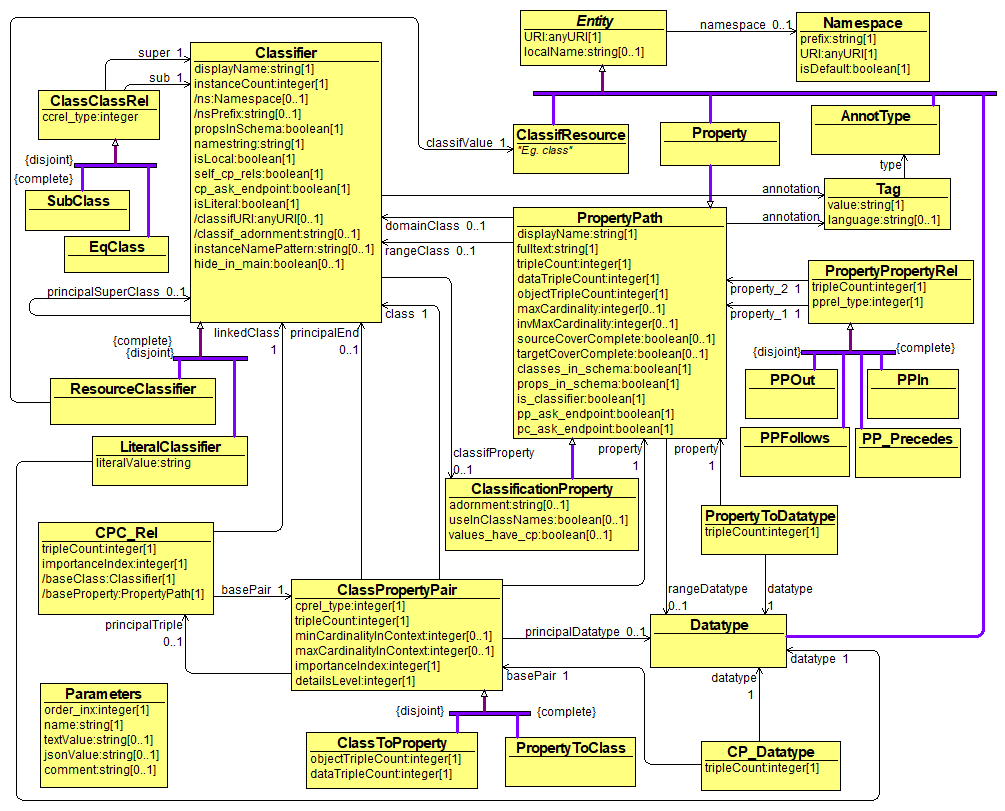 Entity
URI:anyURI[1]
localName:string[0..1]
namespace 0..1
Namespace
prefix:string[1]
URI:anyURI[1]
isDefault:boolean[1]
super 1
sub 1
ClassClassRel
ccrel_type:integer
{disjoint}
{complete}
SubClass
EqClass
Classifier
displayName:string[1]
instanceCount:integer[1]
/ns:Namespace[0..1]
/nsPrefix:string[0..1]
propsInSchema:boolean[1]
namestring:string[1]
isLocal:boolean[1]
self_cp_rels:boolean[1]
cp_ask_endpoint:boolean[1]
isLiteral:boolean[1]
/classifURI:anyURI[0..1]
/classif_adornment:string[0..1]
instanceNamePattern:string[0..1]
hide_in_main:boolean[0..1]
classifValue 1
ClassifResource
"E.g. class"
Property
AnnotType
type
annotation
Tag
value:string[1]
language:string[0..1]
annotation
domainClass 0..1
rangeClass 0..1
PropertyPath
displayName:string[1]
fulltext:string[1]
tripleCount:integer[1]
dataTripleCount:integer[1]
objectTripleCount:integer[1]
maxCardinality:integer[0..1]
invMaxCardinality:integer[0..1]
sourceCoverComplete:boolean[0..1]
targetCoverComplete:boolean[0..1]
classes_in_schema:boolean[1]
props_in_schema:boolean[1]
is_classifier:boolean[1]
pp_ask_endpoint:boolean[1]
pc_ask_endpoint:boolean[1]
PropertyPropertyRel
tripleCount:integer[1]
pprel_type:integer[1]
property_2 1
property_1 1
{disjoint}
{complete}
PPOut
PPIn
PPFollows
PP_Precedes
principalSuperClass 0..1
{complete}
{disjoint}
linkedClass
1
principalEnd
0..1
class 1
ResourceClassifier
LiteralClassifier
literalValue:string
classifProperty
0..1
property
1
property
1
ClassificationProperty
adornment:string[0..1]
useInClassNames:boolean[0..1]
values_have_cp:boolean[0..1]
PropertyToDatatype
tripleCount:integer[1]
CPC_Rel
tripleCount:integer[1]
importanceIndex:integer[1]
/baseClass:Classifier[1]
/baseProperty:PropertyPath[1]
basePair 1
principalTriple
0..1
ClassPropertyPair
cprel_type:integer[1]
tripleCount:integer[1]
minCardinalityInContext:integer[0..1]
maxCardinalityInContext:integer[0..1]
importanceIndex:integer[1]
detailsLevel:integer[1]
rangeDatatype
0..1
datatype
1
principalDatatype 0..1
Datatype
datatype 1
basePair 1
datatype
1
{disjoint}
{complete}
Parameters
order_inx:integer[1]
name:string[1]
textValue:string[0..1]
jsonValue:string[0..1]
comment:string[0..1]
ClassToProperty
objectTripleCount:integer[1]
dataTripleCount:integer[1]
PropertyToClass
CP_Datatype
tripleCount:integer[1]